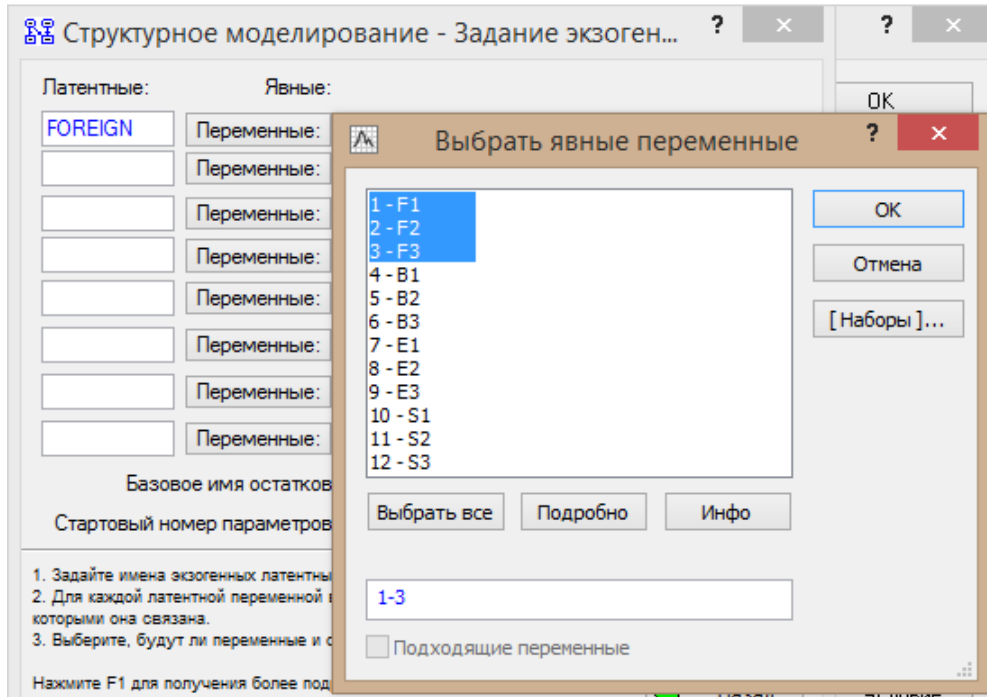 Структурное моделирование - Задание экзоген... ?
?
Латентные: Явные:
OK
FOREIGN Переменные:
Переменные:
Переменные:
Переменные:
Переменные:
Переменные:
Переменные:
Переменные:
Базовое имя остатков
Стартовый номер параметров
1. Задайте имена экзогенных латентны
2. Для каждой латентной переменной
которыми она связана.
3. Выберите, будут ли переменные и
Нажмите F1 для получения более под
Выбрать явные переменные ?
1 - F1
2 - F2
3 - F3
4 - B1
5 - B2
6 - B3
7 - E1
8 - E2
9 - E3
10 - S1
11 - S2
12 - S3
OK
Отмена
[ Наборы ]...
Выбрать все Подробно Инфо
1-3
Подходящие переменные